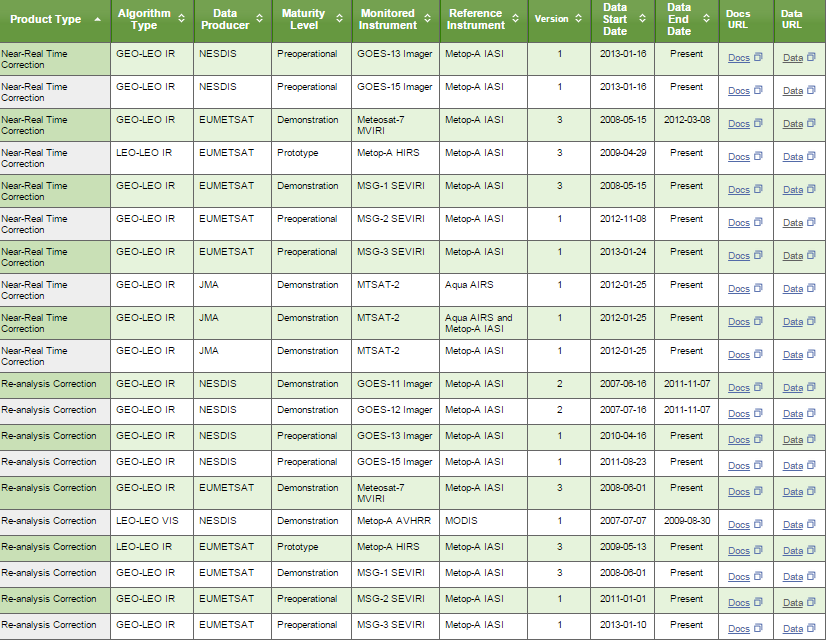 Product Type Algorithm Type Data Producer Maturity Level Monitored Instrument Reference Instrument Version Data Start Date Data End Date Docs URL Data URL
Near-Real Time Correction GEO-LEO IR NESDIS Preoperational GOES-13 Imager Metop-A IASI 1 2013-01-16 Present Docs Data
Near-Real Time Correction GEO-LEO IR NESDIS Preoperational GOES-15 Imager Metop-A IASI 1 2013-01-16 Present Docs Data
Near-Real Time Correction GEO-LEO IR EUMETSAT Demonstration Meteosat-7 MVIRI Metop-A IASI 3 2008-05-15 2012-03-08 Docs Data
Near-Real Time Correction LEO-LEO IR EUMETSAT Prototype Metop-A HIRS Metop-A IASI 3 2009-04-29 Present Docs Data
Near-Real Time Correction GEO-LEO IR EUMETSAT Demonstration MSG-1 SEVIRI Metop-A IASI 3 2008-05-15 Present Docs Data
Near-Real Time Correction GEO-LEO IR EUMETSAT Preoperational MSG-2 SEVIRI Metop-A IASI 1 2012-11-08 Present Docs Data
Near-Real Time Correction GEO-LEO IR EUMETSAT Preoperational MSG-3 SEVIRI Metop-A IASI 1 2013-01-24 Present Docs Data
Near-Real Time Correction GEO-LEO IR JMA Demonstration MTSAT-2 Aqua AIRS 1 2012-01-25 Present Docs Data
Near-Real Time Correction GEO-LEO IR JMA Demonstration MTSAT-2 Aqua AIRS and Metop-A IASI 1 2012-01-25 Present Docs Data
Near-Real Time Correction GEO-LEO IR JMA Demonstration MTSAT-2 Metop-A IASI 1 2012-01-25 Present Docs Data
Re-analysis Correction GEO-LEO IR NESDIS Demonstration GOES-11 Imager Metop-A IASI 2 2007-06-16 2011-11-07 Docs Data
Re-analysis Correction GEO-LEO IR NESDIS Demonstration GOES-12 Imager Metop-A IASI 2 2007-07-16 2011-11-07 Docs Data
Re-analysis Correction GEO-LEO IR NESDIS Preoperational GOES-13 Imager Metop-A IASI 1 2010-04-16 Present Docs Data
Re-analysis Correction GEO-LEO IR NESDIS Preoperational GOES-15 Imager Metop-A IASI 1 2011-08-23 Present Docs Data
Re-analysis Correction GEO-LEO IR EUMETSAT Demonstration Meteosat-7 MVIRI Metop-A IASI 3 2008-06-01 Present Docs Data
Re-analysis Correction LEO-LEO VIS NESDIS Demonstration Metop-A AVHRR MODIS 1 2007-07-07 2009-08-30 Docs Data
Re-analysis Correction LEO-LEO IR EUMETSAT Prototype Metop-A HIRS Metop-A IASI 3 2009-05-13 Present Docs Data
Re-analysis Correction GEO-LEO IR EUMETSAT Demonstration MSG-1 SEVIRI Metop-A IASI 3 2008-06-01 Present Docs Data
Re-analysis Correction GEO-LEO IR EUMETSAT Preoperational MSG-2 SEVIRI Metop-A IASI 1 2011-01-01 Present Docs Data
Re-analysis Correction GEO-LEO IR EUMETSAT Preoperational MSG-3 SEVIRI Metop-A IASI 1 2013-01-10 Present Docs Data